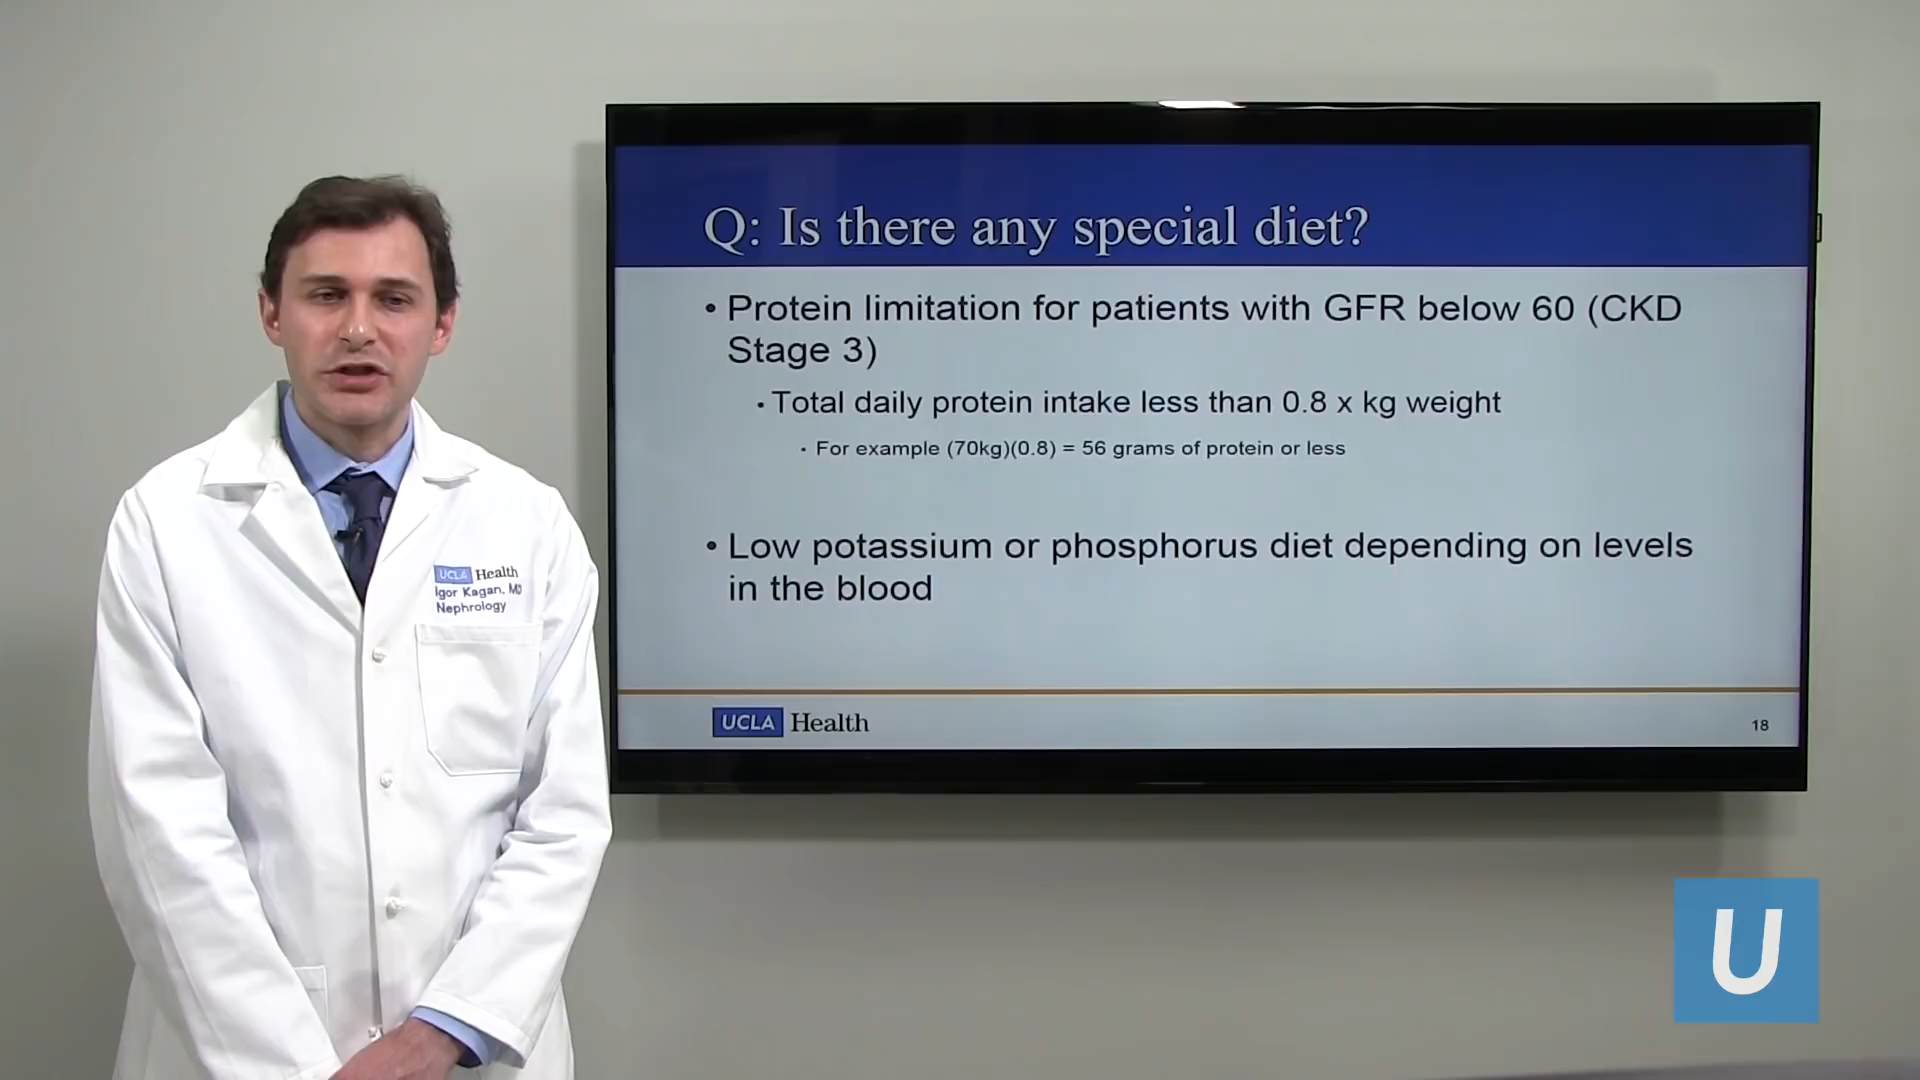 Q: Is there any special diet?
• Protein limitation for patients with GFR below 60 (CKD
Stage 3)
• Total daily protein intake less than 0.8 x kg weight
• For example (70kg)(0.8) = 56 grams of protein or less
• Low potassium or phosphorus diet depending on levels
in the blood
UCLA Health
18
UCLA Health
Igor Kagan, MD
Nephrology
U